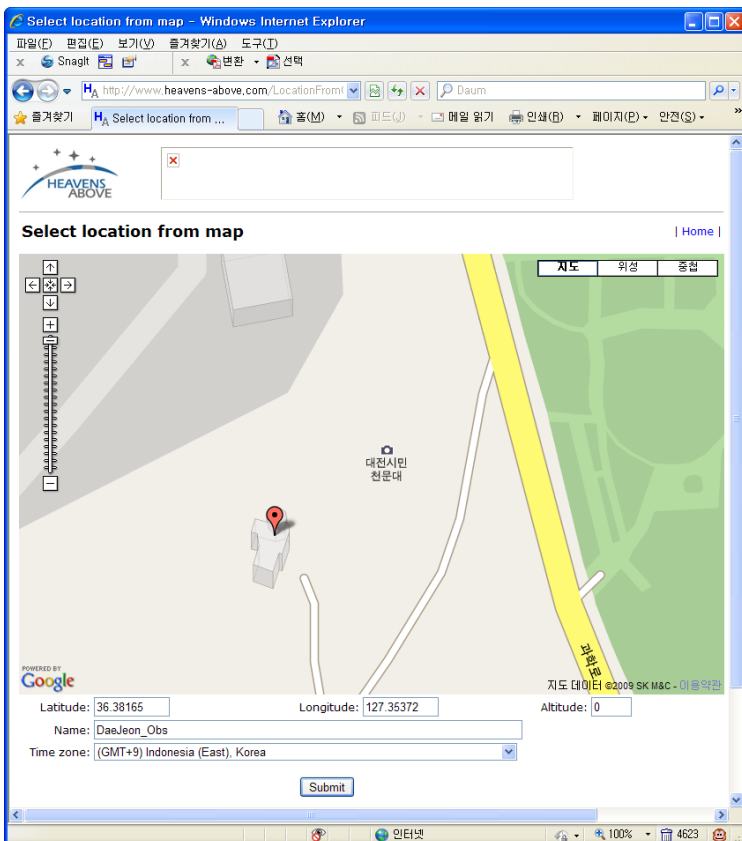 Select location from map - Windows Internet Explorer
파일(F) 편집(E) 보기(V) 즐겨찾기(A) 도구(T)
x SnagIt x 변환 선택
http://www.heavens-above.com/LocationFrom Daum
즐겨찾기 Select location from ... 홈(M) 피드(J) 메일 읽기 인쇄(R) 페이지(P) 안전(S) »
HEAVENS
ABOVE
Select location from map
| Home |
지도 위성 중첩
대전시민
천문대
과학로
POWERED BY
Google
지도 데이터 ©2009 SK M&C - 이용약관
Latitude: 36.38165 Longitude: 127.35372 Altitude: 0
Name: DaeJeon_Obs
Time zone: (GMT+9) Indonesia (East), Korea
Submit
인터넷 100% 4623